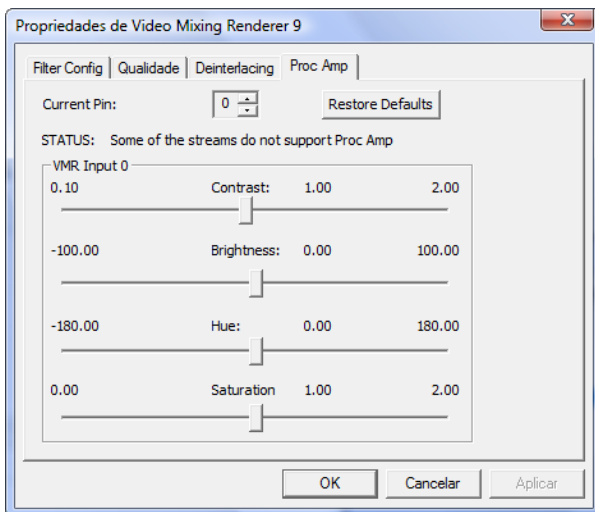 Propriedades de Video Mixing Renderer 9
Filter Config Qualidade Deinterlacing Proc Amp
Current Pin: 0 Restore Defaults
STATUS: Some of the streams do not support Proc Amp
VMR Input 0
0.10 Contrast: 1.00 2.00
-100.00 Brightness: 0.00 100.00
-180.00 Hue: 0.00 180.00
0.00 Saturation 1.00 2.00
OK Cancelar Aplicar